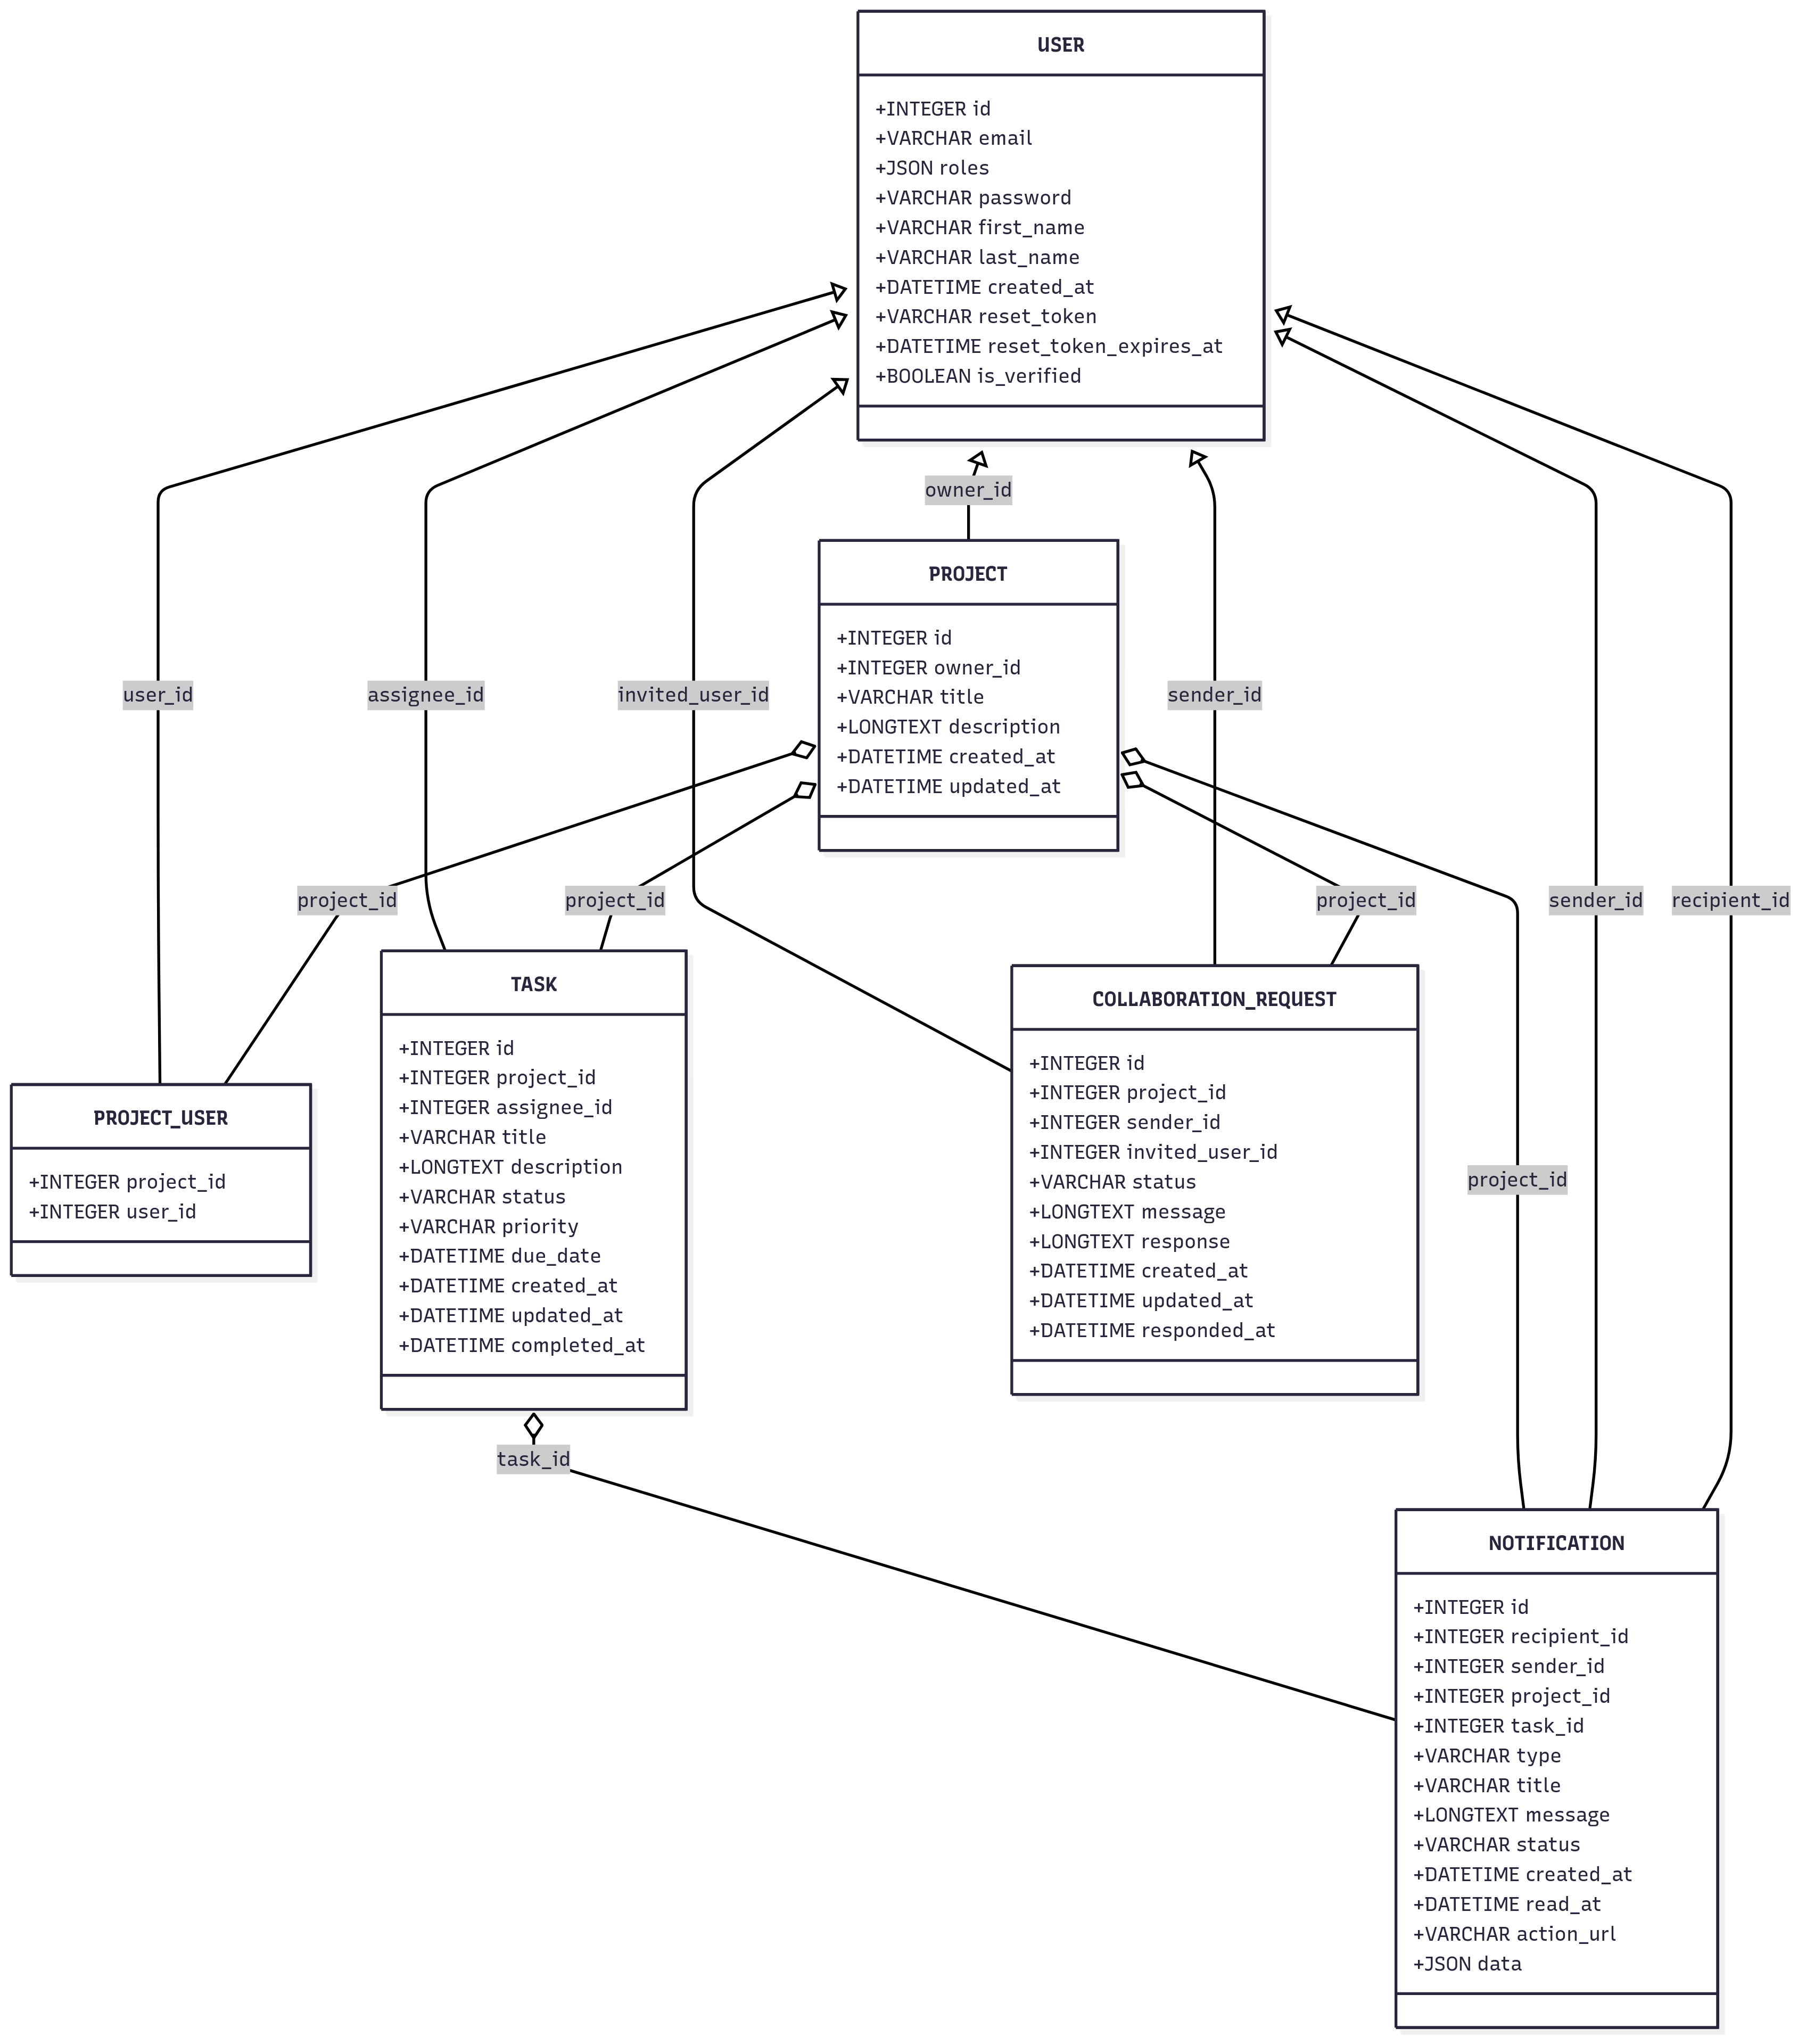 USER
+INTEGER id
+VARCHAR email
+JSON roles
+VARCHAR password
+VARCHAR first_name
+VARCHAR last_name
+DATETIME created_at
+VARCHAR reset_token
+DATETIME reset_token_expires_at
+BOOLEAN is_verified
owner_id
PROJECT
+INTEGER id
+INTEGER owner_id
+VARCHAR title
+LONGTEXT description
+DATETIME created_at
+DATETIME updated_at
user_id
assignee_id
invited_user_id
sender_id
project_id
project_id
project_id
sender_id
recipient_id
PROJECT_USER
+INTEGER project_id
+INTEGER user_id
TASK
+INTEGER id
+INTEGER project_id
+INTEGER assignee_id
+VARCHAR title
+LONGTEXT description
+VARCHAR status
+VARCHAR priority
+DATETIME due_date
+DATETIME created_at
+DATETIME updated_at
+DATETIME completed_at
COLLABORATION_REQUEST
+INTEGER id
+INTEGER project_id
+INTEGER sender_id
+INTEGER invited_user_id
+VARCHAR status
+LONGTEXT message
+LONGTEXT response
+DATETIME created_at
+DATETIME updated_at
+DATETIME responded_at
project_id
task_id
NOTIFICATION
+INTEGER id
+INTEGER recipient_id
+INTEGER sender_id
+INTEGER project_id
+INTEGER task_id
+VARCHAR type
+VARCHAR title
+LONGTEXT message
+VARCHAR status
+DATETIME created_at
+DATETIME read_at
+VARCHAR action_url
+JSON data